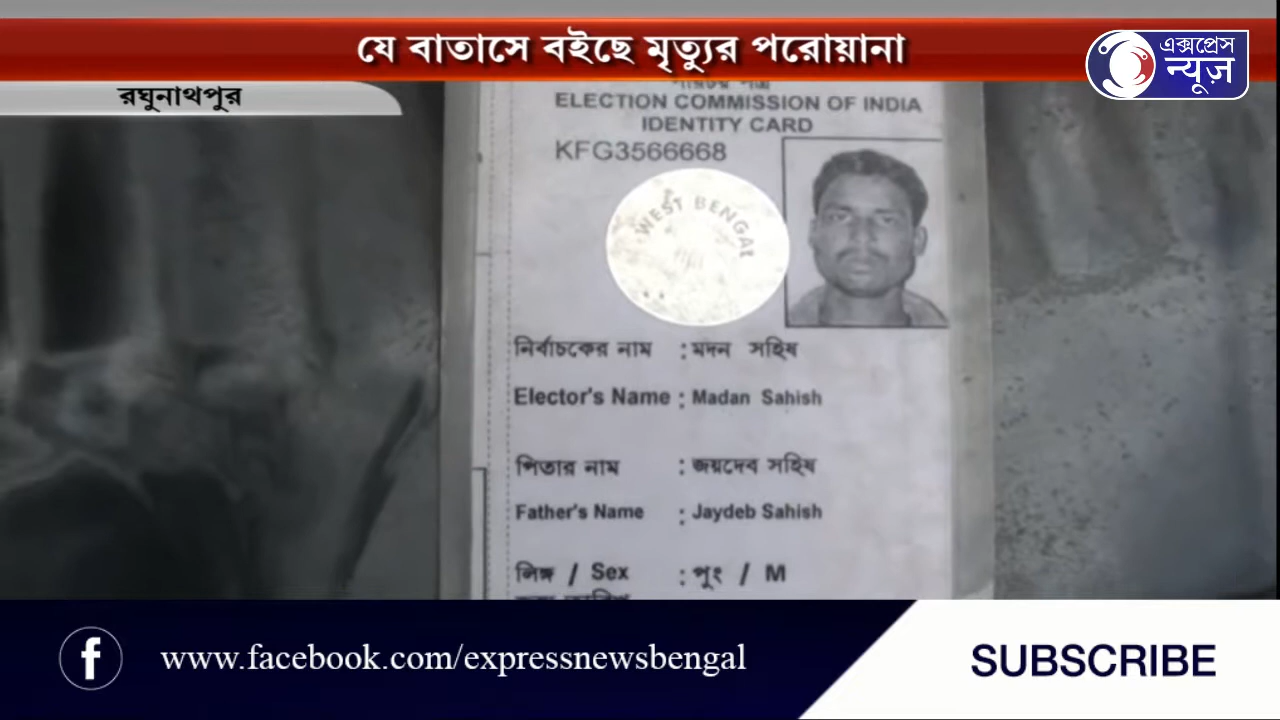 যে বাতাসে বইছে মৃত্যুর পরোয়ানা
এক্সপ্রেস
ন্যূজ
রঘুনাথপুর
ELECTION COMMISSION OF INDIA
IDENTITY CARD
KFG3566668
WEST BENGAL
নির্বাচকের নাম : মদন সহিষ
Elector's Name : Madan Sahish
পিতার নাম : জয়দেব সহিষ
Father's Name : Jaydeb Sahish
লিঙ্গ / Sex : পুং / M
www.facebook.com/expressnewsbengal
SUBSCRIBE